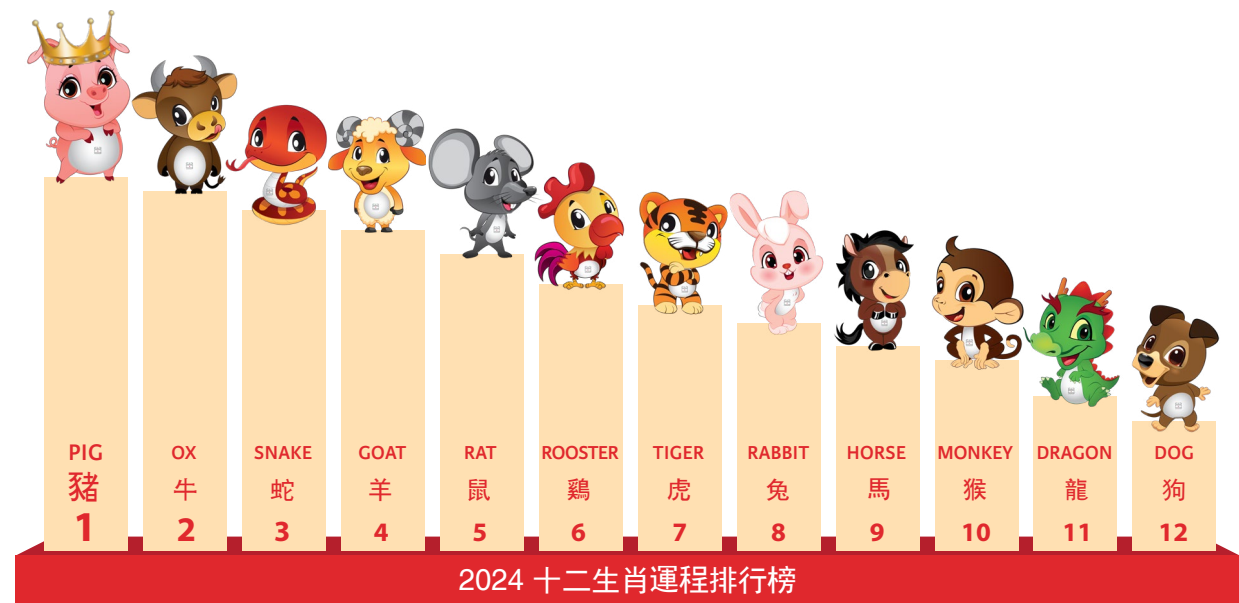 PIG
豬
1
OX
牛
2
SNAKE
蛇
3
GOAT
羊
4
RAT
鼠
5
ROOSTER
鷄
6
TIGER
虎
7
RABBIT
兔
8
HORSE
馬
9
MONKEY
猴
10
DRAGON
龍
11
DOG
狗
12
2024 十二生肖運程排行榜